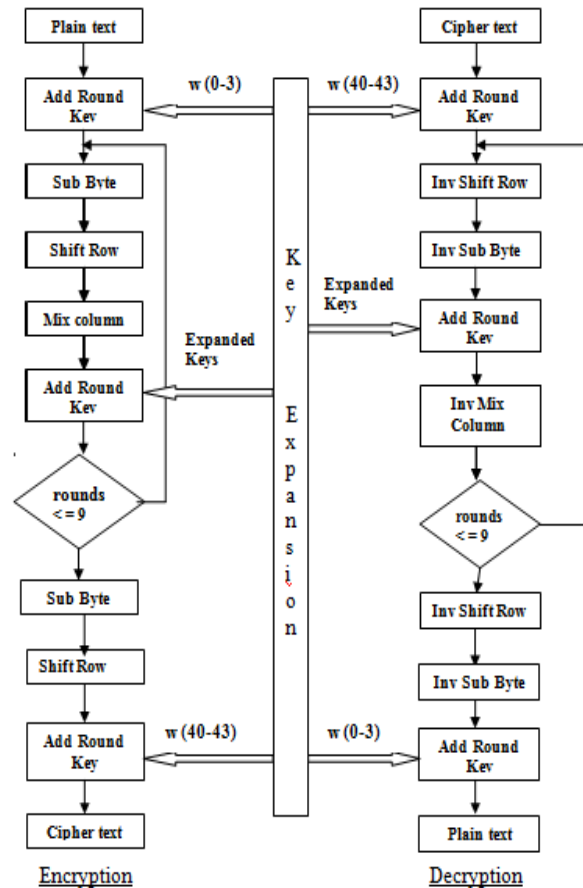 Plain text
Add Round
Kev
Sub Byte
Shift Row
Mix column
Add Round
Kev
rounds
<= 9
Sub Byte
Shift Row
Add Round
Key
Cipher text
Encryption
w (0-3)
Expanded
Keys
w (40-43)
K
e
y
E
x
p
a
n
s
i
o
n
w (40-43)
Expanded
Keys
w (0-3)
Cipher text
Add Round
Kev
Inv Shift Row
Inv Sub Byte
Add Round
Kev
Inv Mix
Column
rounds
<= 9
Inv Shift Row
Inv Sub Byte
Add Round
Kev
Plain text
Decryption